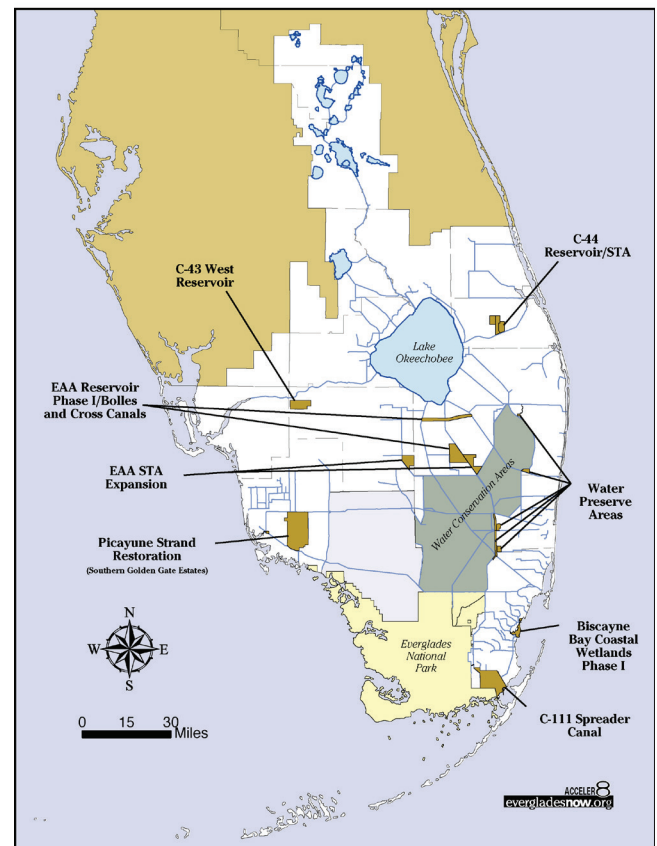 C-44
Reservoir/STA
C-43 West
Reservoir
Lake
Okeechobee
EAA Reservoir
Phase I/Bolles
and Cross Canals
EAA STA
Expansion
Water Conservation Areas
Water
Preserve
Areas
Picayune Strand
Restoration
(Southern Golden Gate Estates)
N
W E
S
Everglades
National
Park
Biscayne
Bay Coastal
Wetlands
Phase I
C-111 Spreader
Canal
0 15 30
Miles
ACCELER8
evergladesnow.org